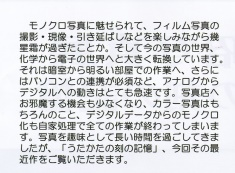 モノクロ写真に魅せられて、フィルム写真の
撮影・現像・引き延ばしなどを楽しみながら幾
星霜が過ぎたことか。そして今の写真の世界、
化学から電子の世界へと大きく転換しています。
それは暗室から明るい部屋での作業へ、さらに
はパソコンとの連携が必須など、アナログから
デジタルへの動きはとても急速です。写真店へ
お邪魔する機会も少なくなり、カラー写真はも
ちろんのこと、デジタルデータからのモノクロ
化も自家処理で全ての作業が終わってしまいま
す。写真を趣味として長い時間を過ごしてきま
したが、「うたかたの刻の記憶」、今回その最
近作をご覧いただきます。